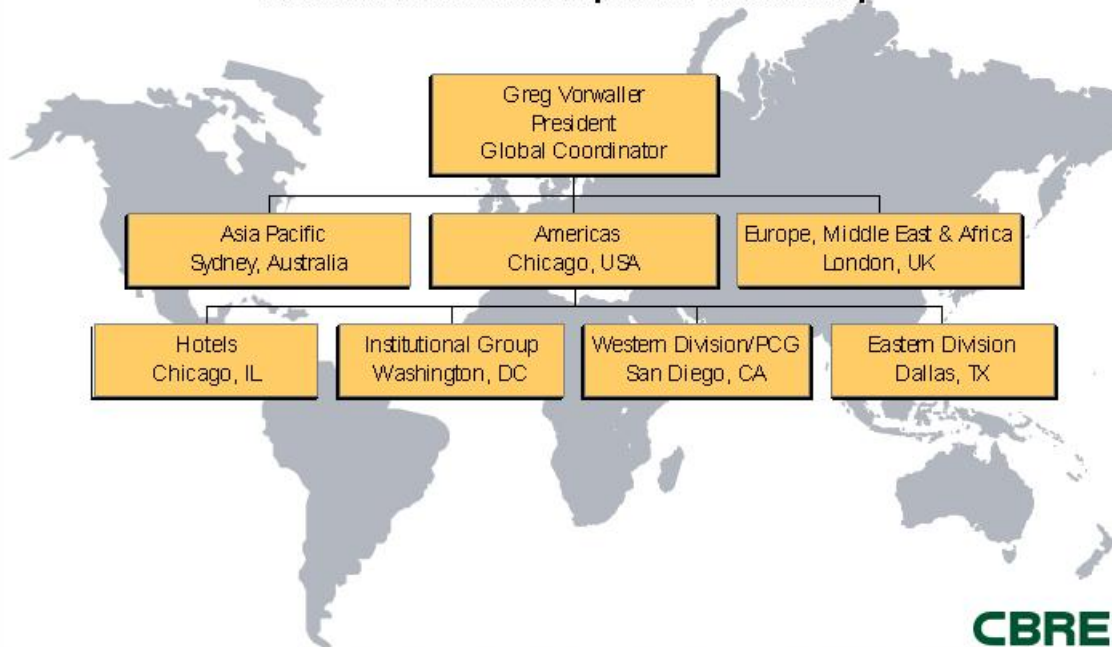 Greg Vorwaller
President
Global Coordinator
Asia Pacific
Sydney, Australia
Americas
Chicago, USA
Europe, Middle East & Africa
London, UK
Hotels
Chicago, IL
Institutional Group
Washington, DC
Western Division/PCG
San Diego, CA
Eastern Division
Dallas, TX
CBRE